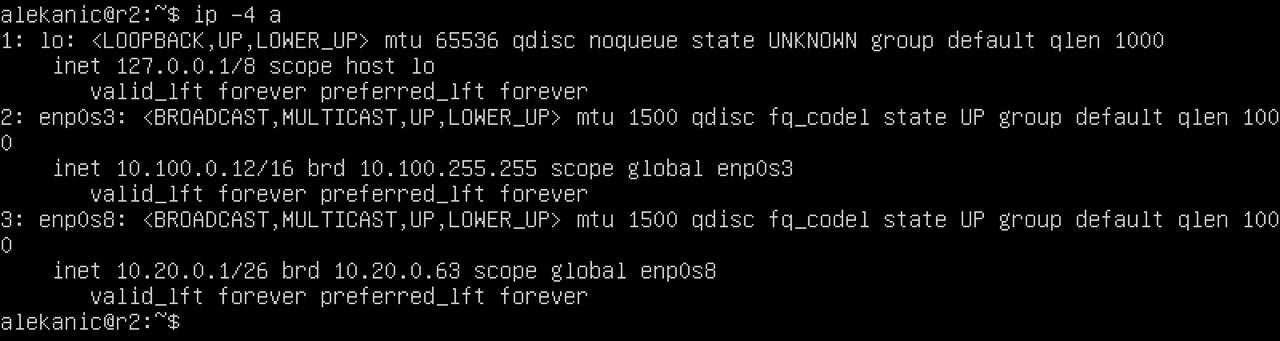 alekanic@r2:~$ ip -4 a
1: lo: <LOOPBACK,UP,LOWER_UP> mtu 65536 qdisc noqueue state UNKNOWN group default qlen 1000
    inet 127.0.0.1/8 scope host lo
       valid_lft forever preferred_lft forever
2: enp0s3: <BROADCAST,MULTICAST,UP,LOWER_UP> mtu 1500 qdisc fq_codel state UP group default qlen 100
0
    inet 10.100.0.12/16 brd 10.100.255.255 scope global enp0s3
       valid_lft forever preferred_lft forever
3: enp0s8: <BROADCAST,MULTICAST,UP,LOWER_UP> mtu 1500 qdisc fq_codel state UP group default qlen 100
0
    inet 10.20.0.1/26 brd 10.20.0.63 scope global enp0s8
       valid_lft forever preferred_lft forever
alekanic@r2:~$